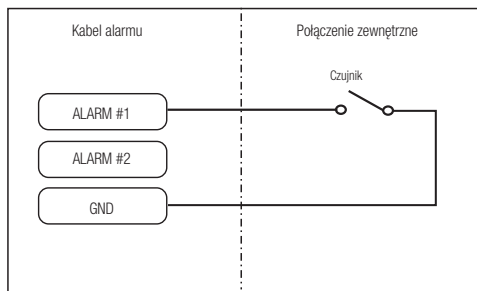 Kabel alarmu
Połączenie zewnętrzne
Czujnik
ALARM #1
ALARM #2
GND